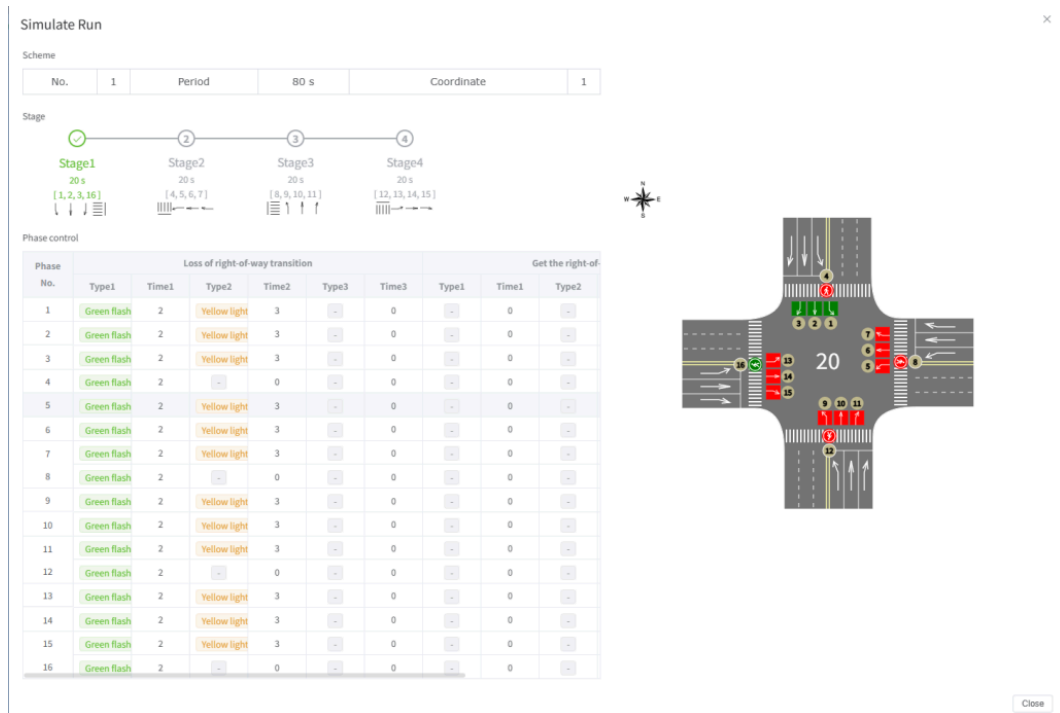 Simulate Run
Scheme
No. 1 Period 80 s Coordinate 1
Stage
2 3 4
Stage1 Stage2 Stage3 Stage4
20 s 20 s 20 s 20 s
[ 1, 2, 3, 16 ] [ 4, 5, 6, 7 ] [ 8, 9, 10, 11 ] [ 12, 13, 14, 15 ]
Phase control
Phase No. Loss of right-of-way transition Get the right-of-
Type1 Time1 Type2 Time2 Type3 Time3 Type1 Time1 Type2
1 Green flash 2 Yellow light 3 - 0 - 0 -
2 Green flash 2 Yellow light 3 - 0 - 0 -
3 Green flash 2 Yellow light 3 - 0 - 0 -
4 Green flash 2 - 0 - 0 - 0 -
5 Green flash 2 Yellow light 3 - 0 - 0 -
6 Green flash 2 Yellow light 3 - 0 - 0 -
7 Green flash 2 Yellow light 3 - 0 - 0 -
8 Green flash 2 - 0 - 0 - 0 -
9 Green flash 2 Yellow light 3 - 0 - 0 -
10 Green flash 2 Yellow light 3 - 0 - 0 -
11 Green flash 2 Yellow light 3 - 0 - 0 -
12 Green flash 2 - 0 - 0 - 0 -
13 Green flash 2 Yellow light 3 - 0 - 0 -
14 Green flash 2 Yellow light 3 - 0 - 0 -
15 Green flash 2 Yellow light 3 - 0 - 0 -
16 Green flash 2 - 0 - 0 - 0 -
N
W E
S
4
3 2 1
7
6
5
8
20
16
13
14
15
9 10 11
12
Close